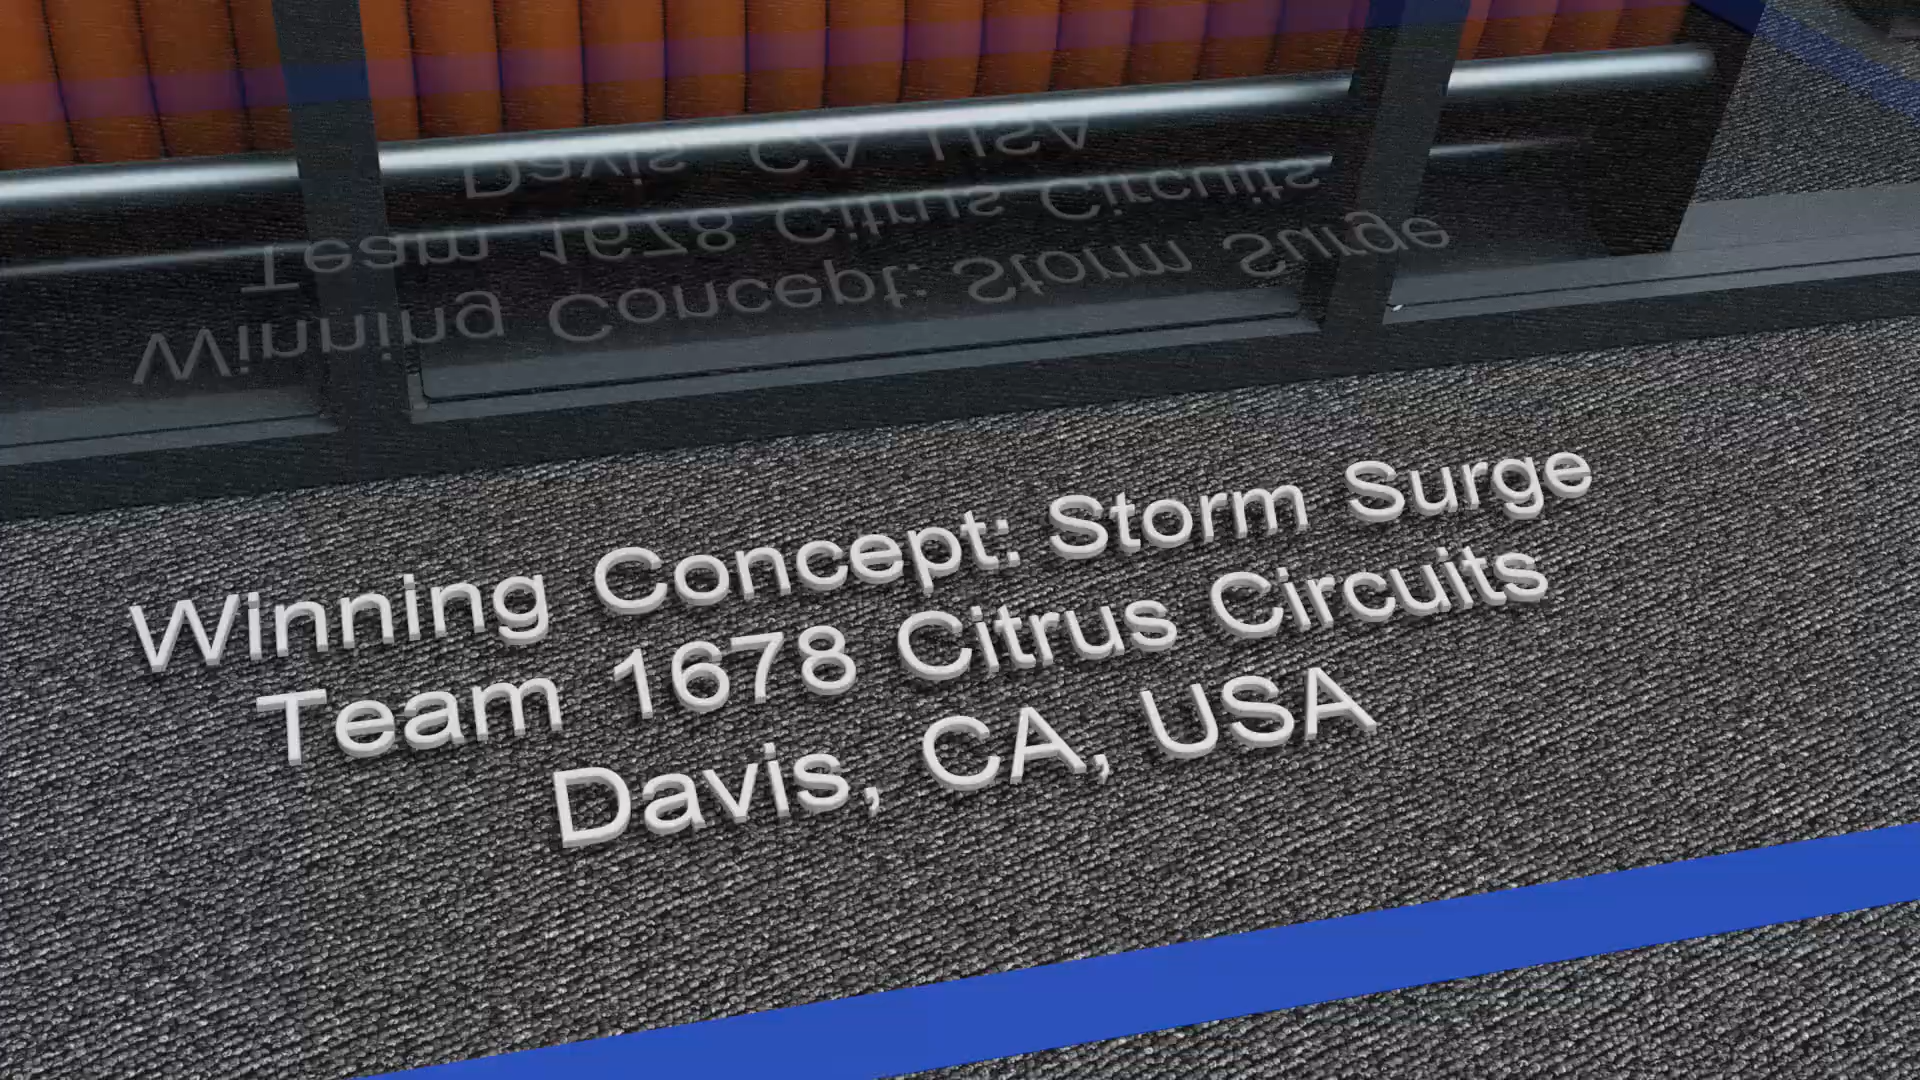 Winning Concept: Storm Surge
Team 1678 Citrus Circuits
Davis, CA, USA